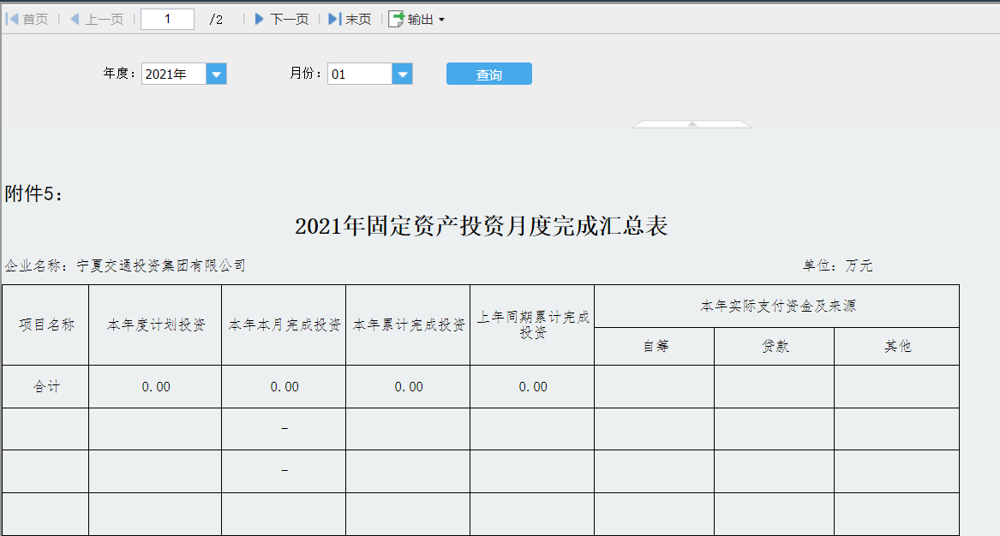 首页 上一页 1 /2 下一页 末页 输出
年度： 2021年 月份： 01 查询
附件5：
2021年固定资产投资月度完成汇总表
企业名称：宁夏交通投资集团有限公司 单位：万元
项目名称 本年度计划投资 本年本月完成投资 本年累计完成投资 上年同期累计完成
投资 本年实际支付资金及来源
自筹 贷款 其他
合计 0.00 0.00 0.00 0.00
–
–